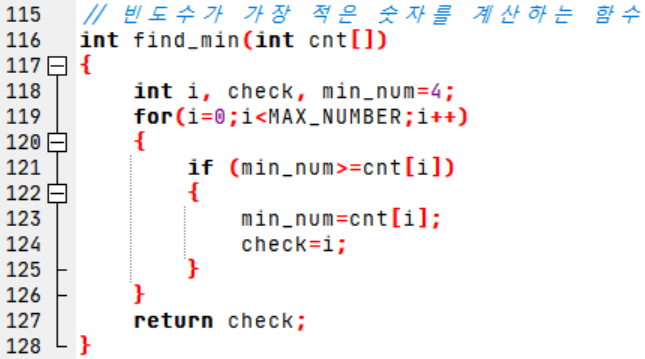 115 // 빈도수가 가장 적은 숫자를 계산하는 함수
116 int find_min(int cnt[])
117 {
118 int i, check, min_num=4;
119 for(i=0;i<MAX_NUMBER;i++)
120 {
121 if (min_num>=cnt[i])
122 {
123 min_num=cnt[i];
124 check=i;
125 }
126 }
127 return check;
128 }